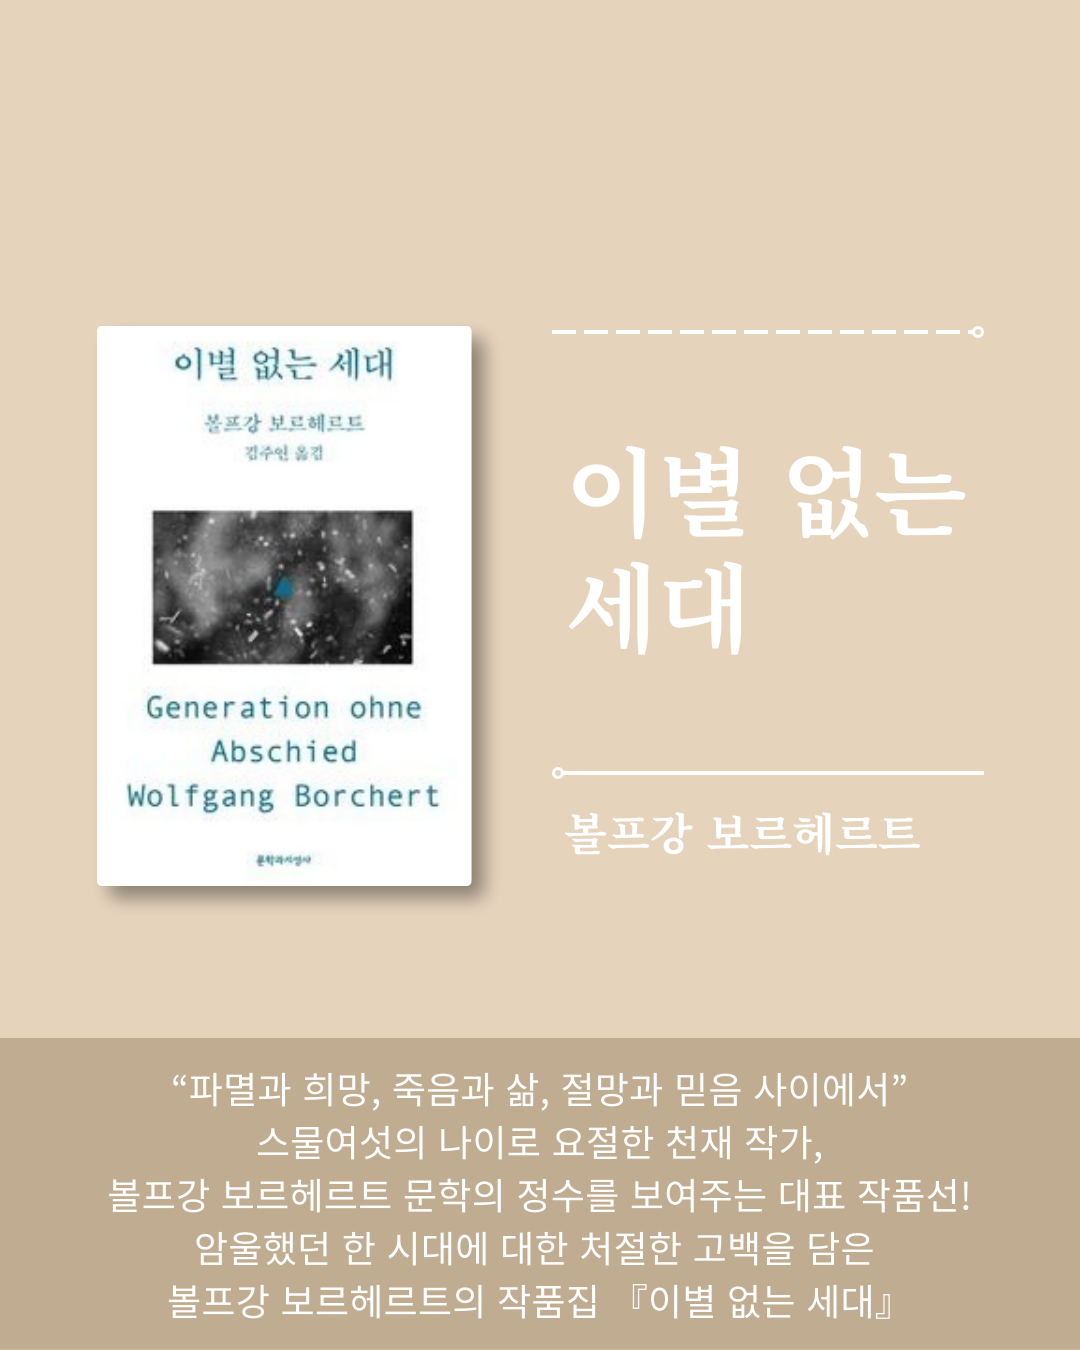 이별 없는 세대
볼프강 보르헤르트
김주연 옮김
Generation ohne
Abschied
Wolfgang Borchert
문학과지성사
이별 없는
세대
볼프강 보르헤르트
“파멸과 희망, 죽음과 삶, 절망과 믿음 사이에서”
스물여섯의 나이로 요절한 천재 작가,
볼프강 보르헤르트 문학의 정수를 보여주는 대표 작품선!
암울했던 한 시대에 대한 처절한 고백을 담은
볼프강 보르헤르트의 작품집 『이별 없는 세대』